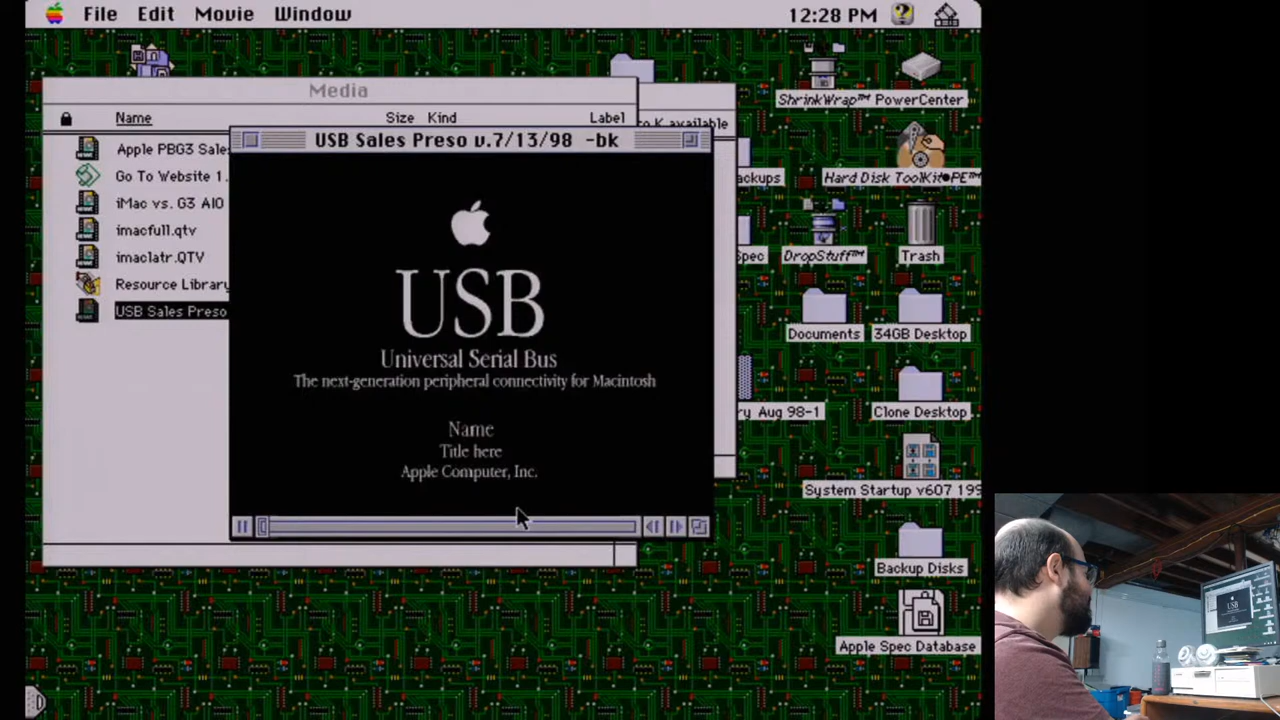 File Edit Movie Window 12:28 PM
Media
Name Size Kind Label
USB Sales Preso v.7/13/98 -bk
Apple PBG3 Sale
Go To Website 1.
iMac vs. G3 AIO
imacfull.qtv
imaclatr.QTV
Resource Library
USB Sales Preso
K available
USB
Universal Serial Bus
The next-generation peripheral connectivity for Macintosh
Name
Title here
Apple Computer, Inc.
ShrinkWrap™ PowerCenter
Hard Disk ToolKit•PE™
DropStuff™ Trash
Documents 34GB Desktop
Clone Desktop
Aug 98-1
System Startup v607 199
Backup Disks
Apple Spec Database